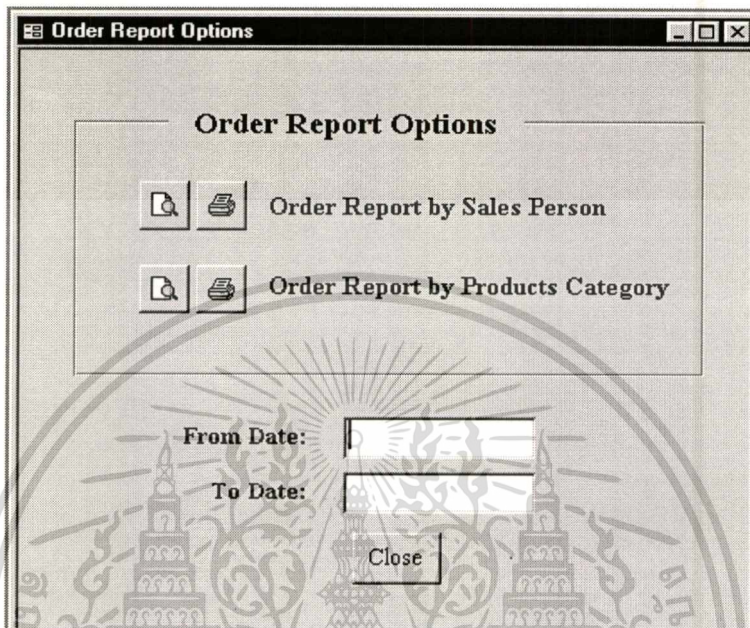 Order Report Options
Order Report Options
Order Report by Sales Person
Order Report by Products Category
From Date:
To Date:
Close